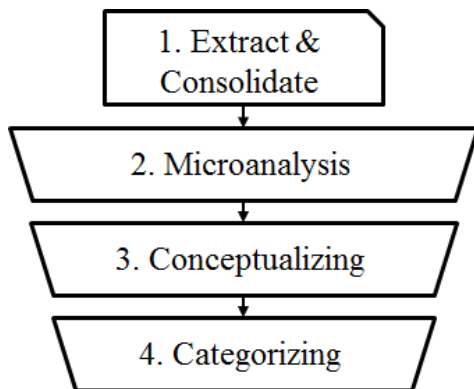 1. Extract &
Consolidate
2. Microanalysis
3. Conceptualizing
4. Categorizing